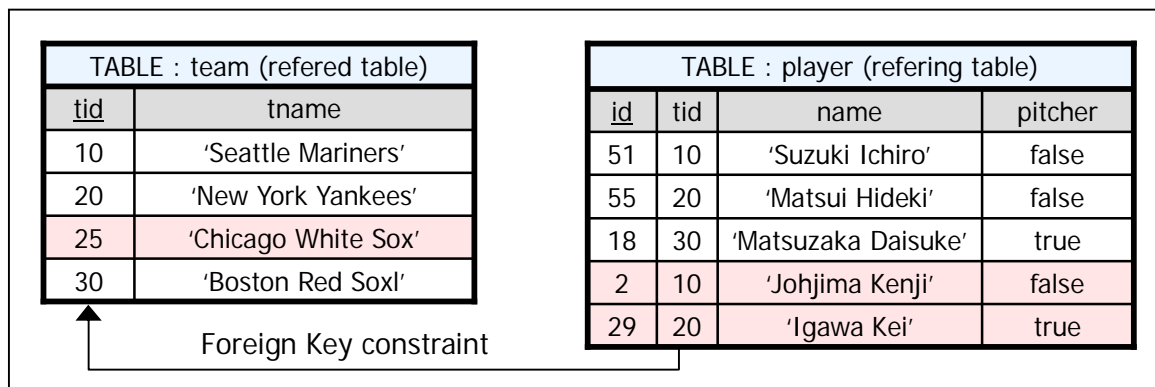 TABLE : team (refered table)
tid tname
10 ‘Seattle Mariners’
20 ‘New York Yankees’
25 ‘Chicago White Sox’
30 ‘Boston Red Soxl’
Foreign Key constraint
TABLE : player (refering table)
id tid name pitcher
51 10 ‘Suzuki Ichiro’ false
55 20 ‘Matsui Hideki’ false
18 30 ‘Matsuzaka Daisuke’ true
2 10 ‘Johjima Kenji’ false
29 20 ‘Igawa Kei’ true